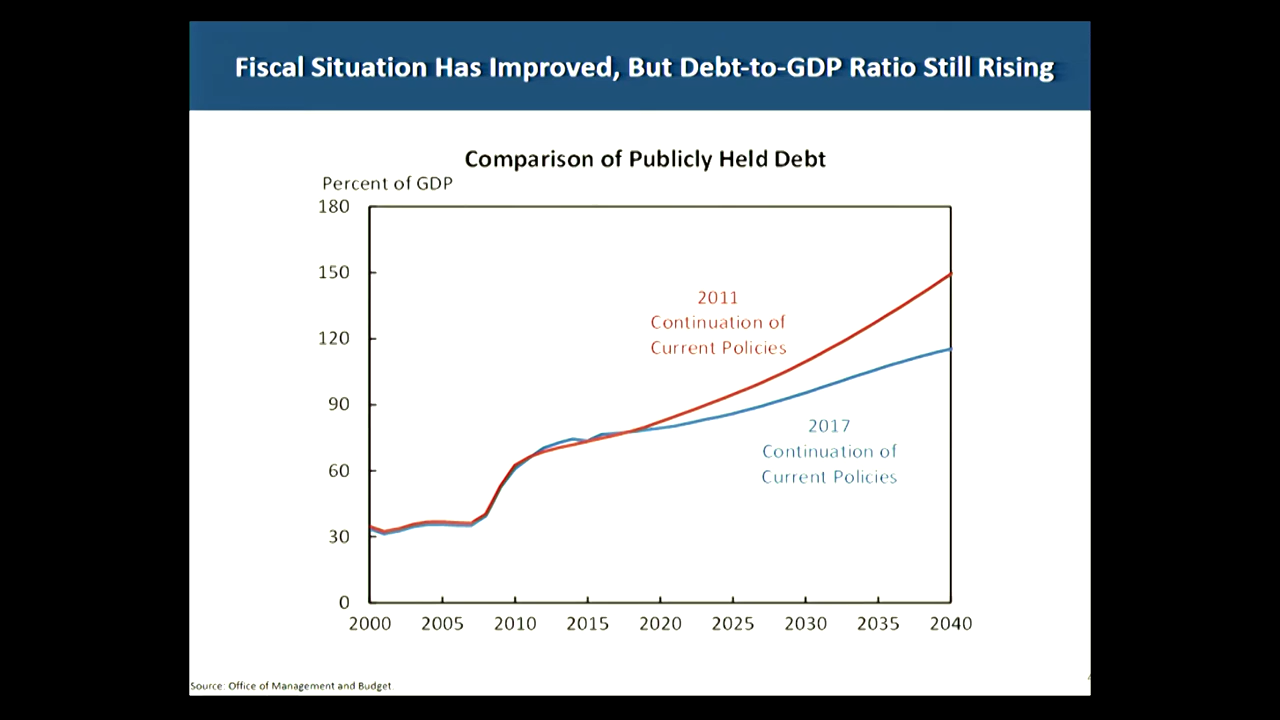 Fiscal Situation Has Improved, But Debt-to-GDP Ratio Still Rising
Comparison of Publicly Held Debt
Percent of GDP
180
150
120
90
60
30
0
2011
Continuation of
Current Policies
2017
Continuation of
Current Policies
2000 2005 2010 2015 2020 2025 2030 2035 2040
Source: Office of Management and Budget